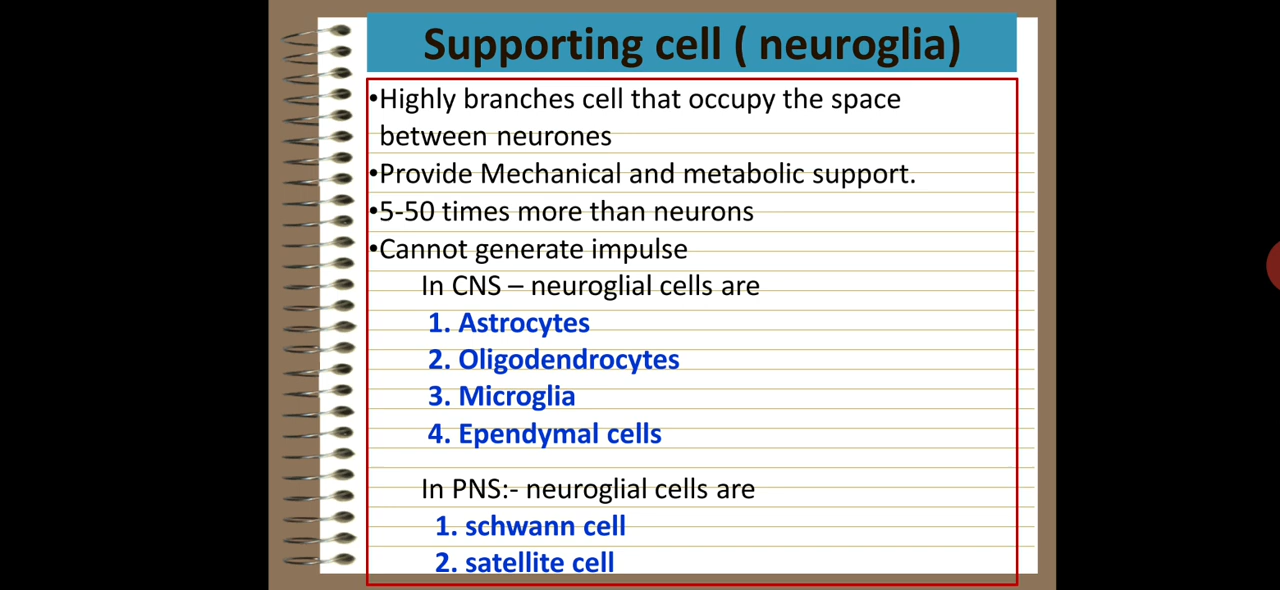 Supporting cell ( neuroglia)
•Highly branches cell that occupy the space
between neurones
•Provide Mechanical and metabolic support.
•5-50 times more than neurons
•Cannot generate impulse
In CNS – neuroglial cells are
1. Astrocytes
2. Oligodendrocytes
3. Microglia
4. Ependymal cells
In PNS:- neuroglial cells are
1. schwann cell
2. satellite cell